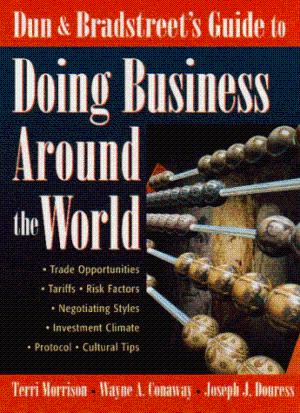 Dun & Bradstreet's Guide to
Doing Business
Around
the World
• Trade Opportunities
• Tariffs • Risk Factors
• Negotiating Styles
• Investment Climate
• Protocol • Cultural Tips
Terri Morrison • Wayne A. Conaway • Joseph J. Douress